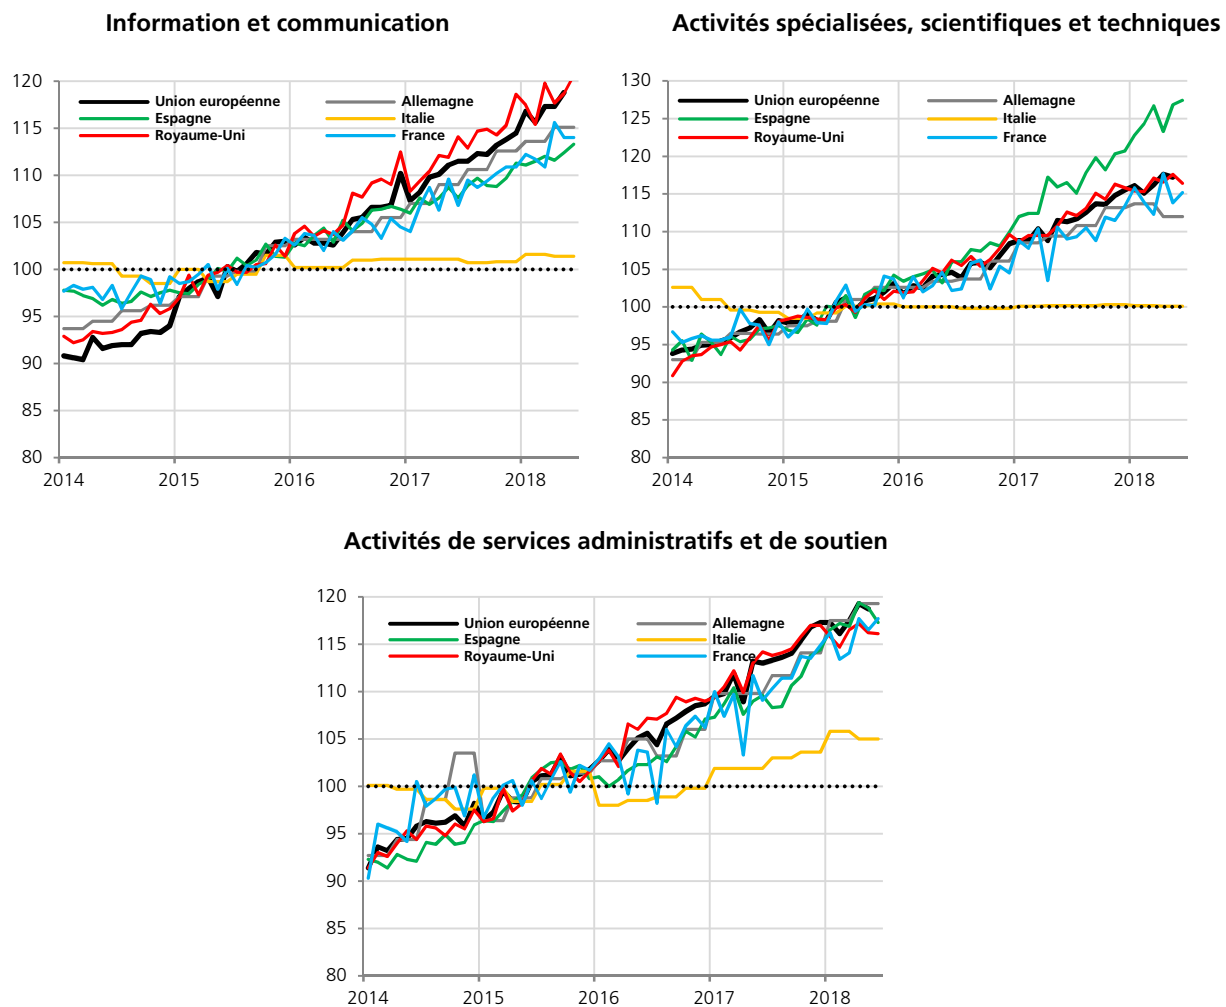 Information et communication
Activités spécialisées, scientifiques et techniques
120
115
110
105
100
95
90
85
80
2014
2015
2016
2017
2018
Union européenne
Allemagne
Espagne
Italie
Royaume-Uni
France
130
125
120
115
110
105
100
95
90
85
80
2014
2015
2016
2017
2018
Union européenne
Allemagne
Espagne
Italie
Royaume-Uni
France
Activités de services administratifs et de soutien
120
115
110
105
100
95
90
85
80
2014
2015
2016
2017
2018
Union européenne
Allemagne
Espagne
Italie
Royaume-Uni
France